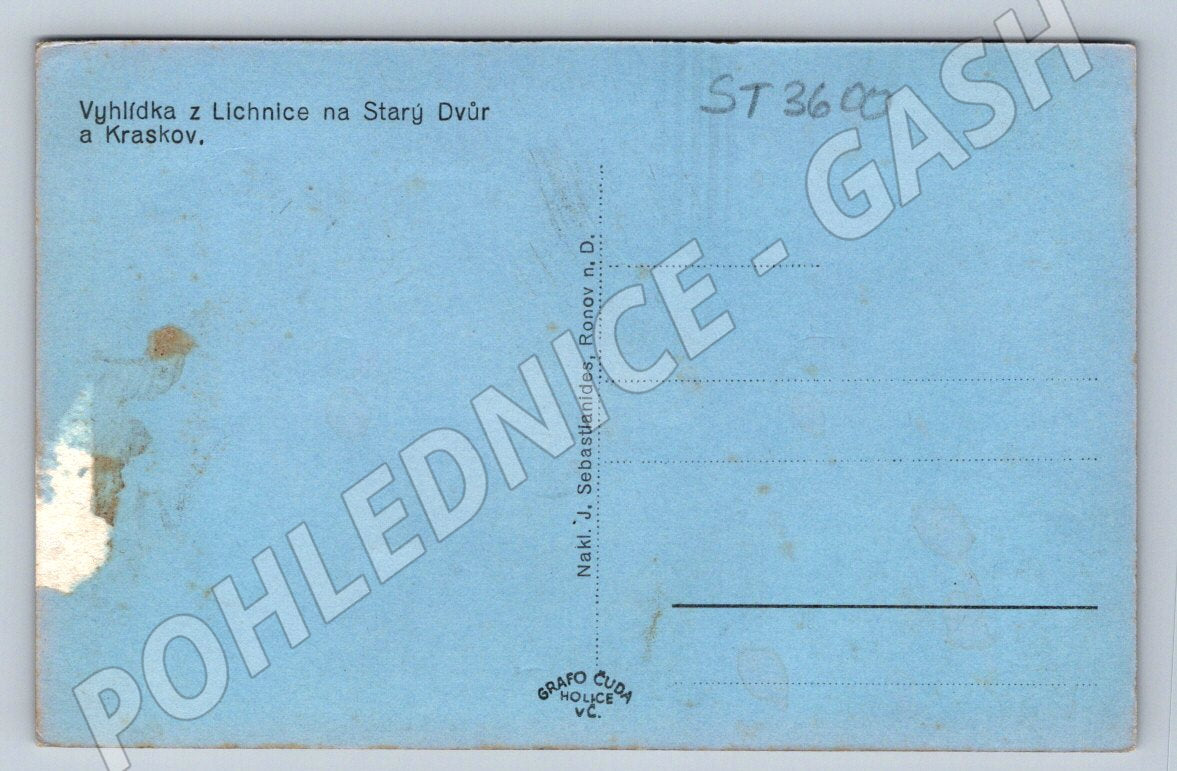 Vyhlídka z Lichnice na Starý Dvůr
a Kraskov.
ST 3600
Nakl. J. Sebastianides, Ronov n. D.
GRAFO ČUDA
HOLICE
VČ.
POHLEDNICE - GASH